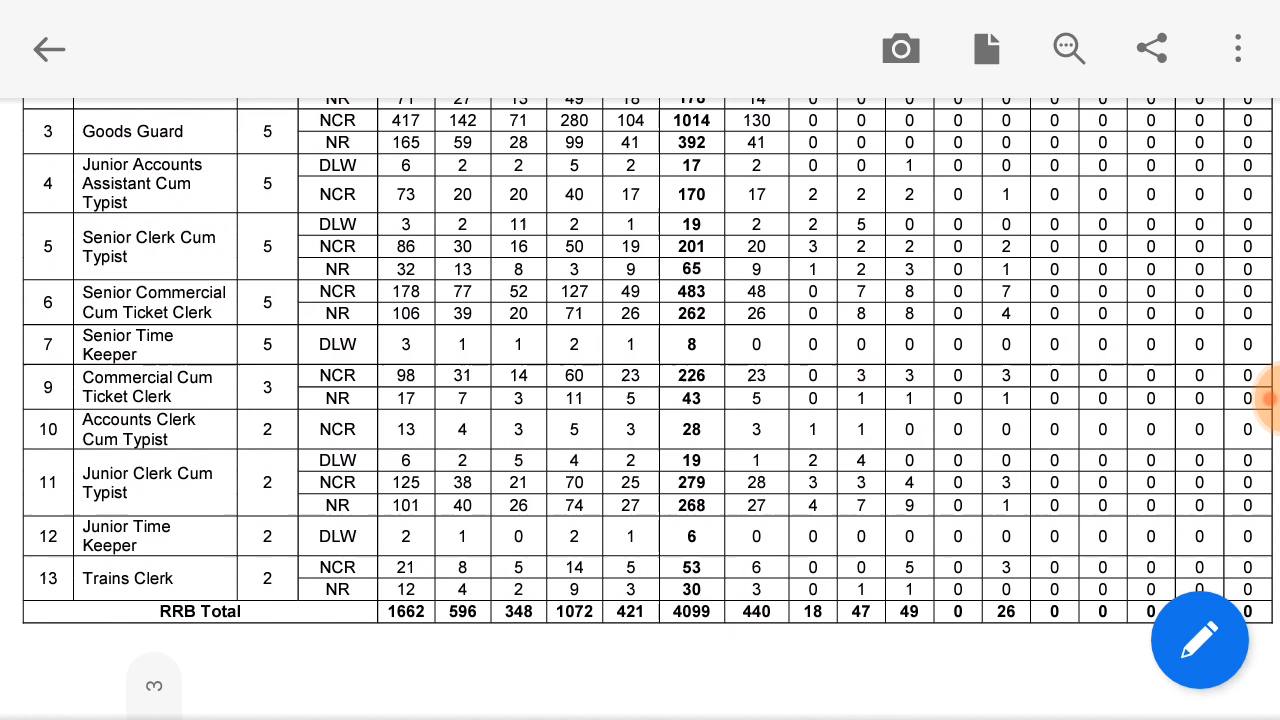 NR 71 27 13 49 18 178 14 0 0 0 0 0 0 0 0 0 0
3 Goods Guard 5 NCR 417 142 71 280 104 1014 130 0 0 0 0 0 0 0 0 0 0
NR 165 59 28 99 41 392 41 0 0 0 0 0 0 0 0 0 0
4 Junior Accounts Assistant Cum Typist 5 DLW 6 2 2 5 2 17 2 0 0 1 0 0 0 0 0 0 0
NCR 73 20 20 40 17 170 17 2 2 2 0 1 0 0 0 0 0
5 Senior Clerk Cum Typist 5 DLW 3 2 11 2 1 19 2 2 5 0 0 0 0 0 0 0 0
NCR 86 30 16 50 19 201 20 3 2 2 0 2 0 0 0 0 0
NR 32 13 8 3 9 65 9 1 2 3 0 1 0 0 0 0 0
6 Senior Commercial Cum Ticket Clerk 5 NCR 178 77 52 127 49 483 48 0 7 8 0 7 0 0 0 0 0
NR 106 39 20 71 26 262 26 0 8 8 0 4 0 0 0 0 0
7 Senior Time Keeper 5 DLW 3 1 1 2 1 8 0 0 0 0 0 0 0 0 0 0 0
9 Commercial Cum Ticket Clerk 3 NCR 98 31 14 60 23 226 23 0 3 3 0 3 0 0 0 0 0
NR 17 7 3 11 5 43 5 0 1 1 0 1 0 0 0 0 0
10 Accounts Clerk Cum Typist 2 NCR 13 4 3 5 3 28 3 1 1 0 0 0 0 0 0 0 0
11 Junior Clerk Cum Typist 2 DLW 6 2 5 4 2 19 1 2 4 0 0 0 0 0 0 0 0
NCR 125 38 21 70 25 279 28 3 3 4 0 3 0 0 0 0 0
NR 101 40 26 74 27 268 27 4 7 9 0 1 0 0 0 0 0
12 Junior Time Keeper 2 DLW 2 1 0 2 1 6 0 0 0 0 0 0 0 0 0 0 0
13 Trains Clerk 2 NCR 21 8 5 14 5 53 6 0 0 5 0 3 0 0 0 0 0
NR 12 4 2 9 3 30 3 0 1 1 0 1 0 0 0 0 0
RRB Total 1662 596 348 1072 421 4099 440 18 47 49 0 26 0 0 0 0
3